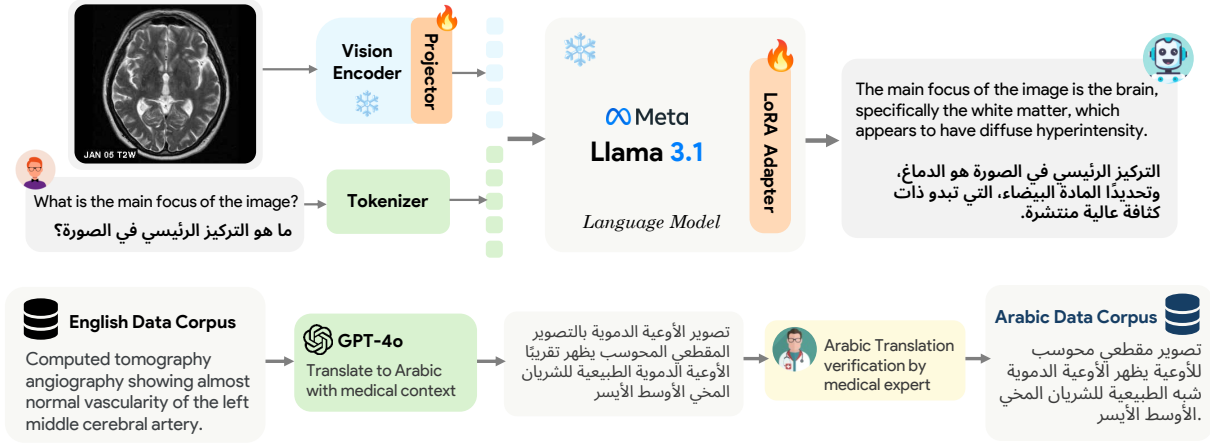 JAN 05 T2W
Vision
Encoder
Projector
What is the main focus of the image?
ما هو التركيز الرئيسي في الصورة؟
Tokenizer
Meta
Llama 3.1
Language Model
LoRA Adapter
The main focus of the image is the brain,
specifically the white matter, which
appears to have diffuse hyperintensity.
التركيز الرئيسي في الصورة هو الدماغ،
وتحديدًا المادة البيضاء، التي تبدو ذات
كثافة عالية منتشرة.
English Data Corpus
Computed tomography
angiography showing almost
normal vascularity of the left
middle cerebral artery.
GPT-4o
Translate to Arabic
with medical context
تصوير الأوعية الدموية بالتصوير
المقطعي المحوسب يظهر تقريبًا
الأوعية الدموية الطبيعية للشريان
المخي الأوسط الأيسر
Arabic Translation
verification by
medical expert
Arabic Data Corpus
تصوير مقطعي محوسب
للأوعية يظهر الأوعية الدموية
شبه الطبيعية للشريان المخي
الأوسط الأيسر.